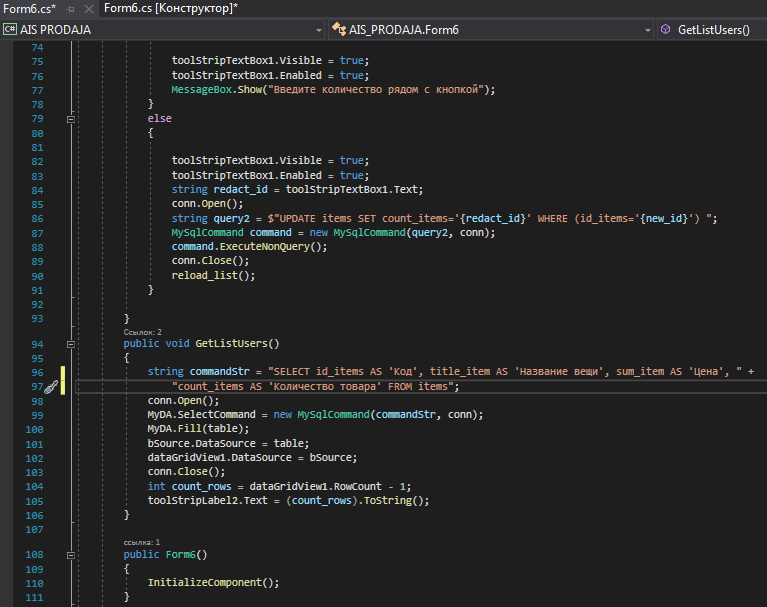 Form6.cs* Form6.cs [Конструктор]*
C# AIS PRODAJA AIS_PRODAJA.Form6 GetListUsers()
74
75 toolStripTextBox1.Visible = true;
76 toolStripTextBox1.Enabled = true;
77 MessageBox.Show("Введите количество рядом с кнопкой");
78 }
79 else
80 {
81
82 toolStripTextBox1.Visible = true;
83 toolStripTextBox1.Enabled = true;
84 string redact_id = toolStripTextBox1.Text;
85 conn.Open();
86 string query2 = $"UPDATE items SET count_items='{redact_id}' WHERE (id_items='{new_id}') ";
87 MySqlCommand command = new MySqlCommand(query2, conn);
88 command.ExecuteNonQuery();
89 conn.Close();
90 reload_list();
91 }
92
93 }
Ссылок: 2
94 public void GetListUsers()
95 {
96 string commandStr = "SELECT id_items AS 'Код', title_item AS 'Название вещи', sum_item AS 'Цена', " +
97 "count_items AS 'Количество товара' FROM items";
98 conn.Open();
99 MyDA.SelectCommand = new MySqlCommand(commandStr, conn);
100 MyDA.Fill(table);
101 bSource.DataSource = table;
102 dataGridView1.DataSource = bSource;
103 conn.Close();
104 int count_rows = dataGridView1.RowCount - 1;
105 toolStripLabel2.Text = (count_rows).ToString();
106 }
107
ссылка: 1
108 public Form6()
109 {
110 InitializeComponent();
111 }